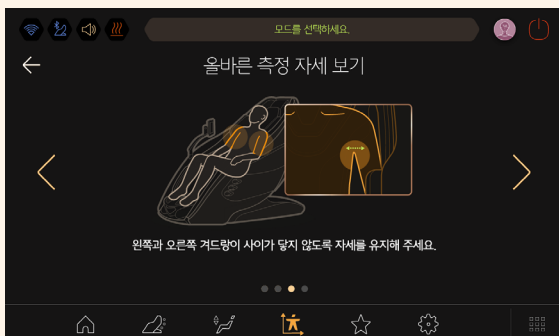 모드를 선택하세요.
올바른 측정 자세 보기
왼쪽과 오른쪽 겨드랑이 사이가 닿지 않도록 자세를 유지해 주세요.